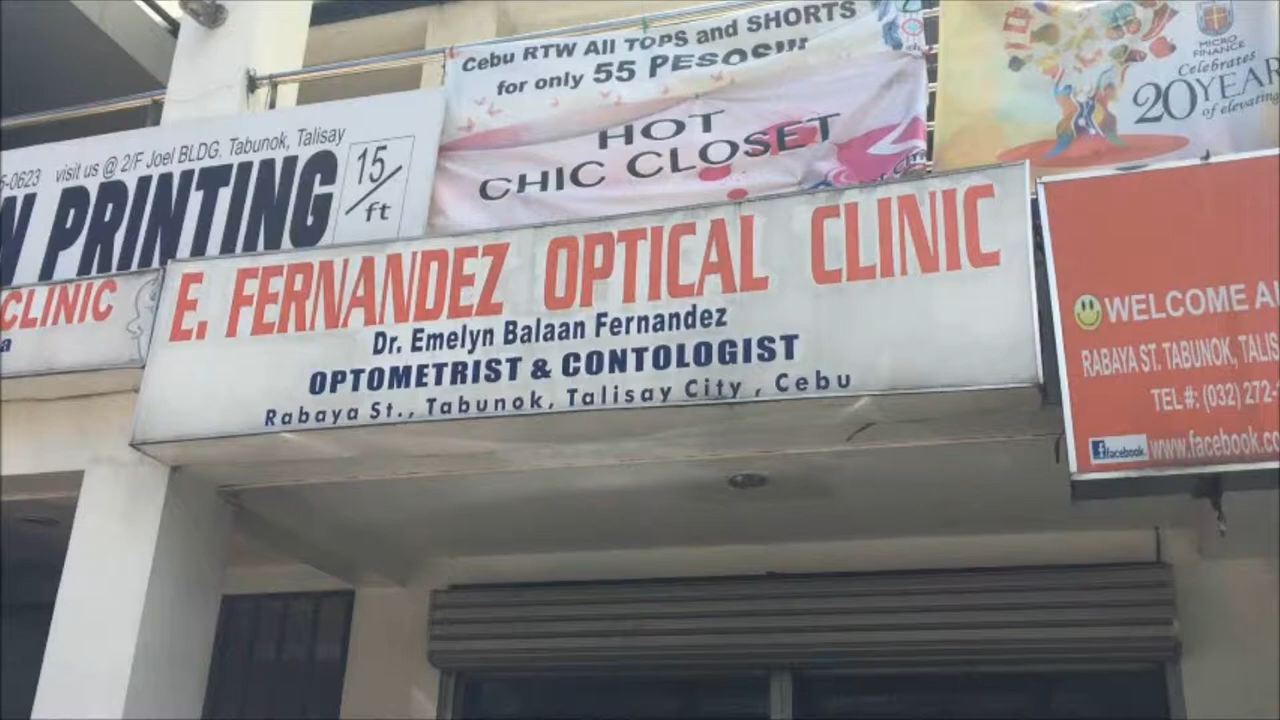 Cebu RTW All TOPS and SHORTS
for only 55 PESOS!!!
HOT
CHIC CLOSET
MICRO
FINANCE
Celebrates
20 YEAR
of elevating
5-0623 visit us @ 2/F Joel BLDG. Tabunok, Talisay
PRINTING
15/ft
CLINIC
a
E. FERNANDEZ OPTICAL CLINIC
Dr. Emelyn Balaan Fernandez
OPTOMETRIST & CONTOLOGIST
Rabaya St., Tabunok, Talisay City, Cebu
WELCOME
RABAYA ST. TABUNOK, TALIS
TEL#: (032) 272-
facebook. www.facebook.co